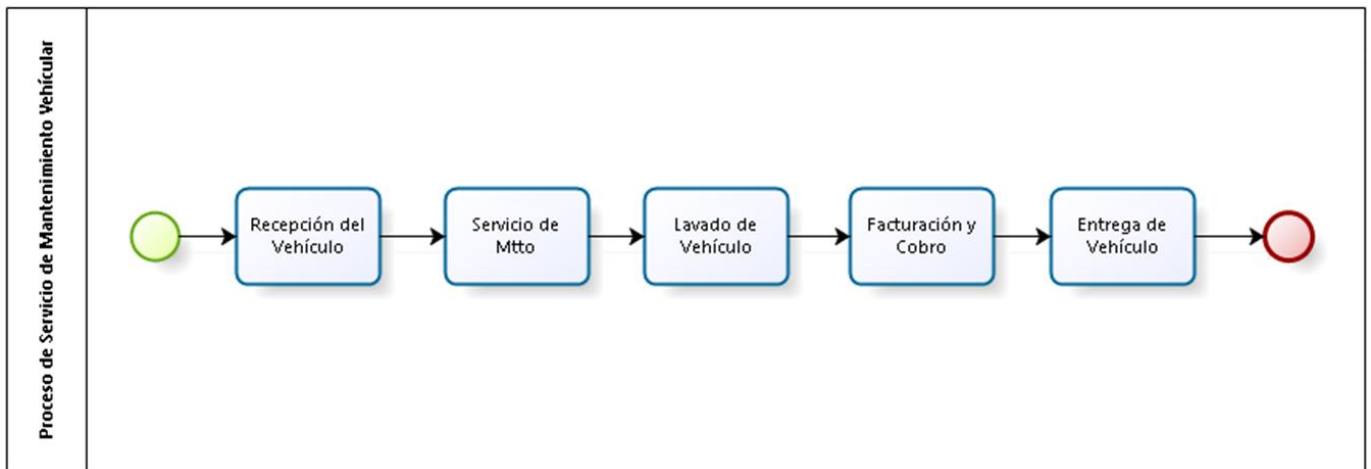 Proceso de Servicio de Mantenimiento Vehícular
Recepción del
Vehículo
Servicio de
Mtto
Lavado de
Vehículo
Facturación y
Cobro
Entrega de
Vehículo